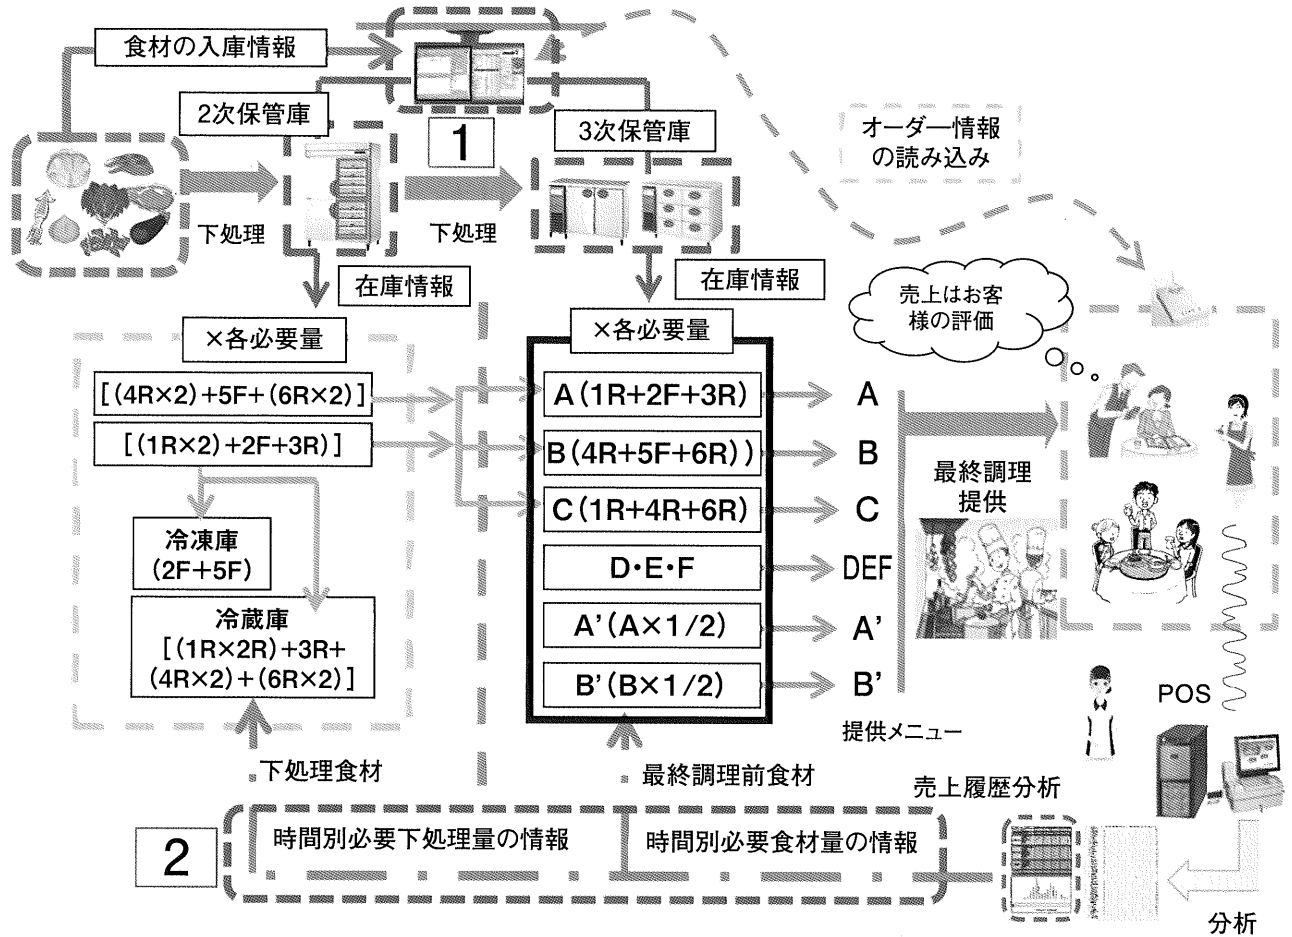 食材の入庫情報
2次保管庫
1
3次保管庫
オーダー情報
の読み込み
下処理
下処理
在庫情報
在庫情報
売上はお客
様の評価
×各必要量
×各必要量
[(4R×2)+5F+(6R×2)]
[(1R×2)+2F+3R)]
A(1R+2F+3R)
B(4R+5F+6R))
C(1R+4R+6R)
D・E・F
A'(A×1/2)
B'(B×1/2)
A
B
C
DEF
A'
B'
提供メニュー
最終調理
提供
冷凍庫
(2F+5F)
冷蔵庫
[(1R×2R)+3R+
(4R×2)+(6R×2)]
POS
下処理食材
最終調理前食材
売上履歴分析
2
時間別必要下処理量の情報
時間別必要食材量の情報
分析